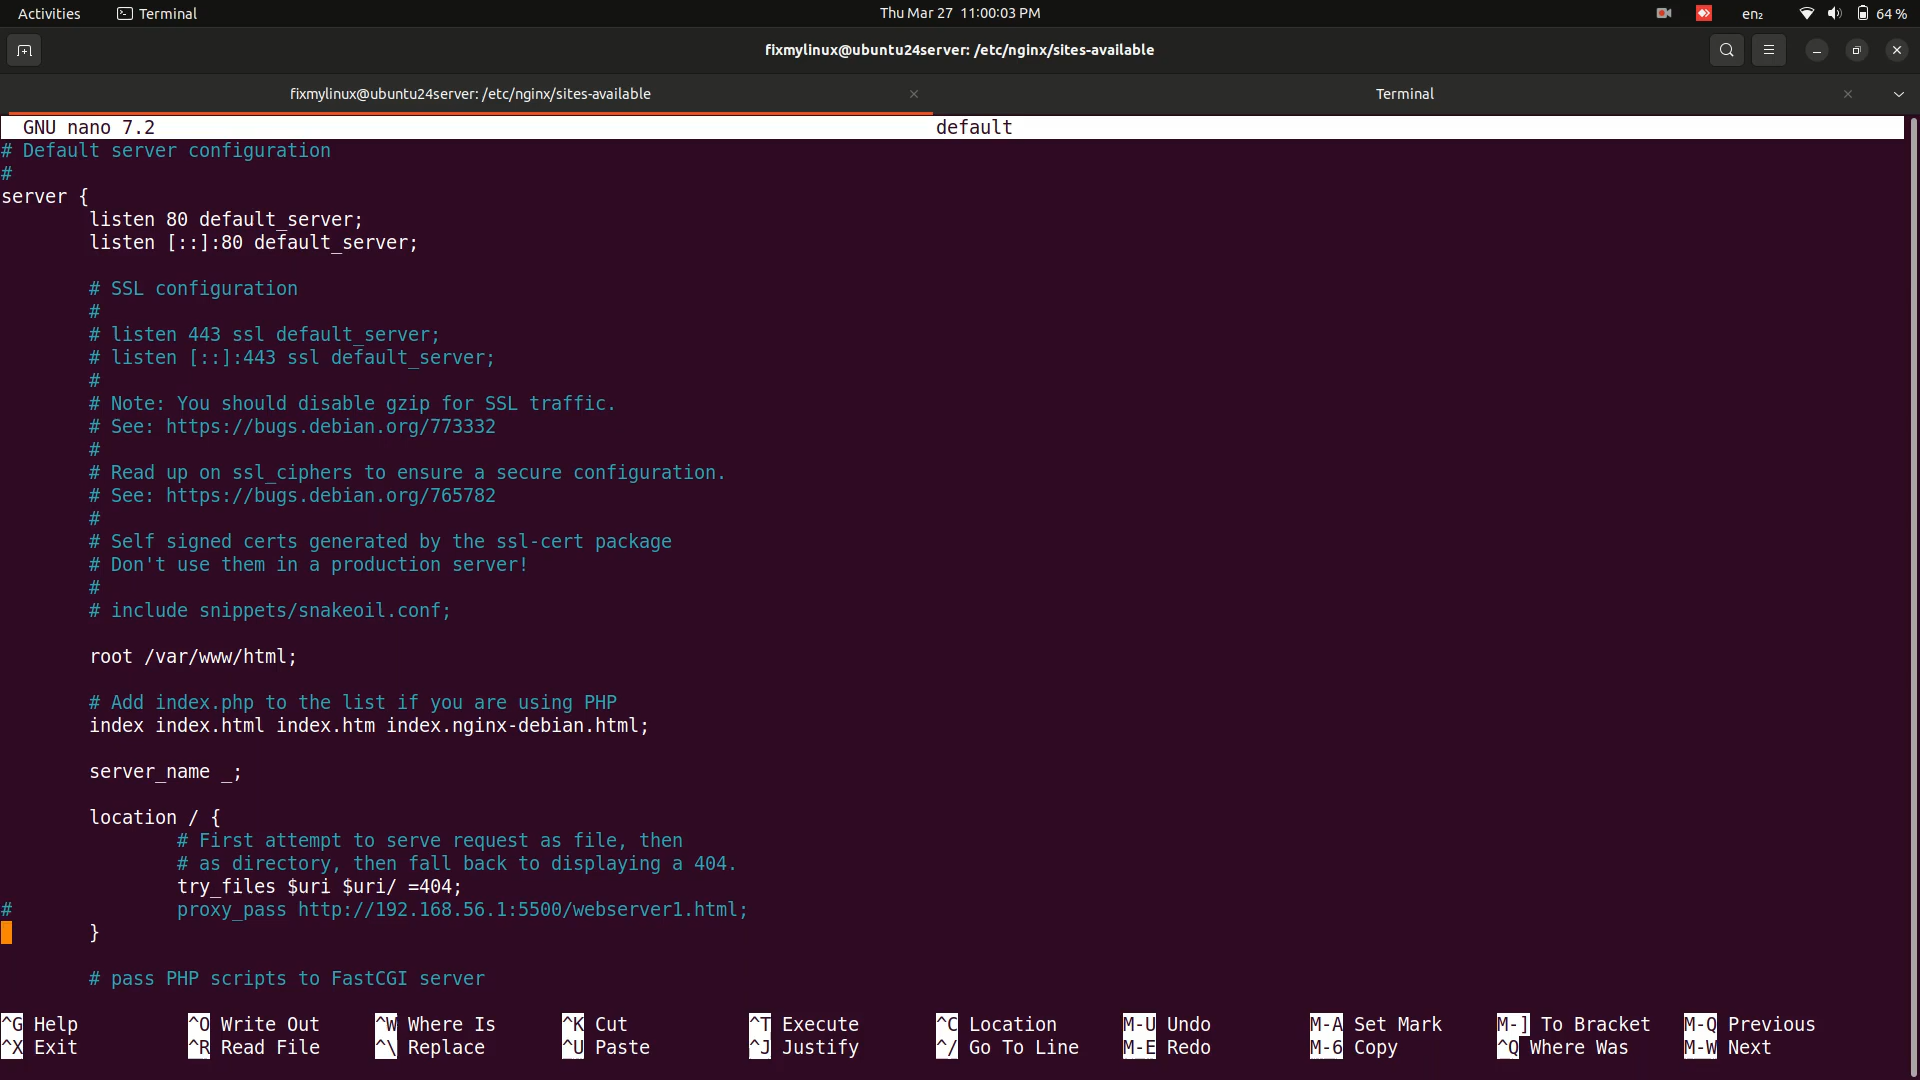 Activities Terminal Thu Mar 27 11:00:03 PM en₂ 64 %
fixmylinux@ubuntu24server: /etc/nginx/sites-available
fixmylinux@ubuntu24server: /etc/nginx/sites-available Terminal
GNU nano 7.2 default
# Default server configuration
#
server {
        listen 80 default_server;
        listen [::]:80 default_server;

        # SSL configuration
        #
        # listen 443 ssl default_server;
        # listen [::]:443 ssl default_server;
        #
        # Note: You should disable gzip for SSL traffic.
        # See: https://bugs.debian.org/773332
        #
        # Read up on ssl_ciphers to ensure a secure configuration.
        # See: https://bugs.debian.org/765782
        #
        # Self signed certs generated by the ssl-cert package
        # Don't use them in a production server!
        #
        # include snippets/snakeoil.conf;

        root /var/www/html;

        # Add index.php to the list if you are using PHP
        index index.html index.htm index.nginx-debian.html;

        server_name _;

        location / {
                # First attempt to serve request as file, then
                # as directory, then fall back to displaying a 404.
                try_files $uri $uri/ =404;
#               proxy_pass http://192.168.56.1:5500/webserver1.html;
        }

        # pass PHP scripts to FastCGI server

^G Help ^O Write Out ^W Where Is ^K Cut ^T Execute ^C Location M-U Undo M-A Set Mark M-] To Bracket M-Q Previous
^X Exit ^R Read File ^\ Replace ^U Paste ^J Justify ^/ Go To Line M-E Redo M-6 Copy ^Q Where Was M-W Next